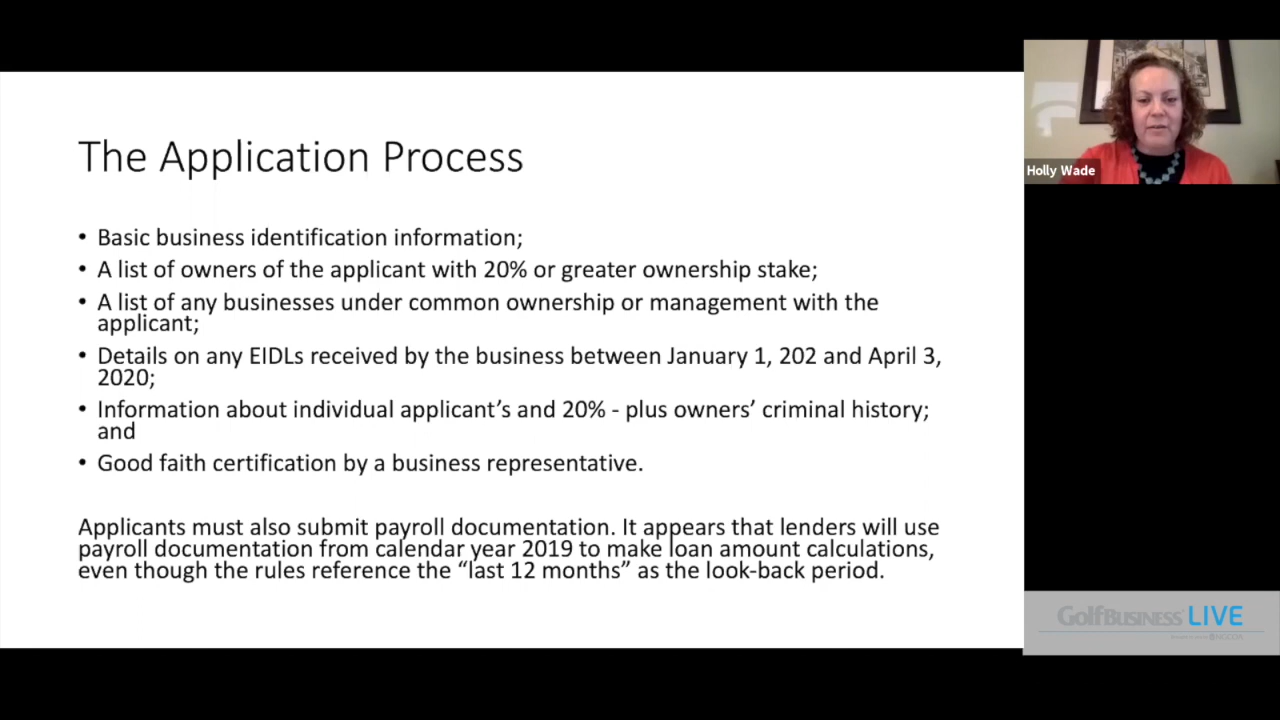 The Application Process
• Basic business identification information;
• A list of owners of the applicant with 20% or greater ownership stake;
• A list of any businesses under common ownership or management with the
applicant;
• Details on any EIDLs received by the business between January 1, 202 and April 3,
2020;
• Information about individual applicant’s and 20% - plus owners’ criminal history;
and
• Good faith certification by a business representative.
Applicants must also submit payroll documentation. It appears that lenders will use
payroll documentation from calendar year 2019 to make loan amount calculations,
even though the rules reference the “last 12 months” as the look-back period.
Holly Wade
GolfBusiness LIVE
NGCOA